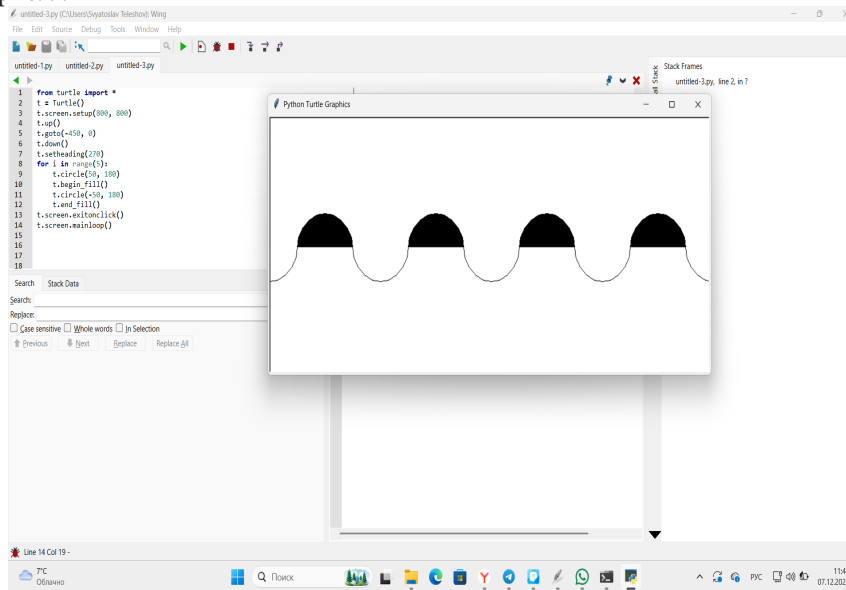 untitled-3.py (C:\Users\Svyatoslav Teleshov): Wing
File Edit Source Debug Tools Window Help
untitled-1.py untitled-2.py untitled-3.py
Stack Frames
untitled-3.py, line 2, in ?
1 from turtle import *
2 t = Turtle()
3 t.screen.setup(800, 800)
4 t.up()
5 t.goto(-450, 0)
6 t.down()
7 t.setheading(270)
8 for i in range(5):
9 t.circle(50, 180)
10 t.begin_fill()
11 t.circle(-50, 180)
12 t.end_fill()
13 t.screen.exitonclick()
14 t.screen.mainloop()
15
16
17
18
Python Turtle Graphics
Search Stack Data
Search:
Replace:
Case sensitive Whole words In Selection
Previous Next Replace Replace All
Line 14 Col 19 -
7°C
Облачно
Поиск
РУС
11:4
07.12.202